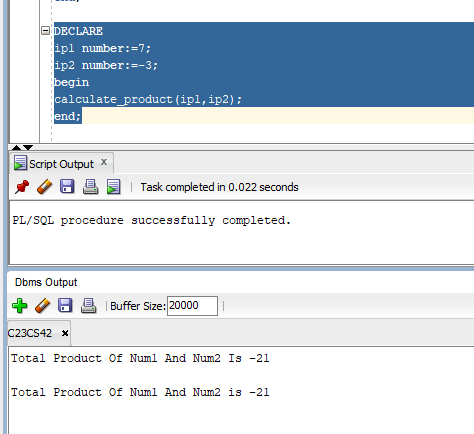 DECLARE
ip1 number:=7;
ip2 number:=-3;
begin
calculate_product(ip1,ip2);
end;
Script Output x
Task completed in 0.022 seconds
PL/SQL procedure successfully completed.
Dbms Output
Buffer Size: 20000
C23CS42 x
Total Product Of Num1 And Num2 Is -21
Total Product Of Num1 And Num2 is -21